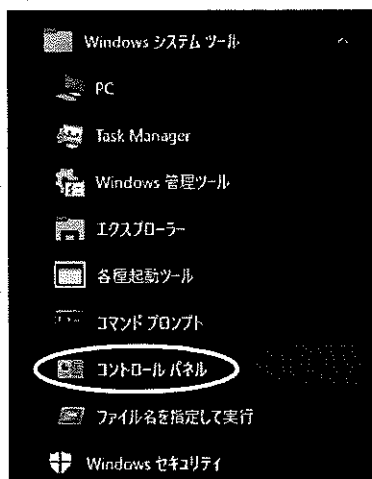 Windows システム ツール
PC
Task Manager
Windows 管理ツール
エクスプローラー
各種起動ツール
コマンド プロンプト
コントロール パネル
ファイル名を指定して実行
Windows セキュリティ